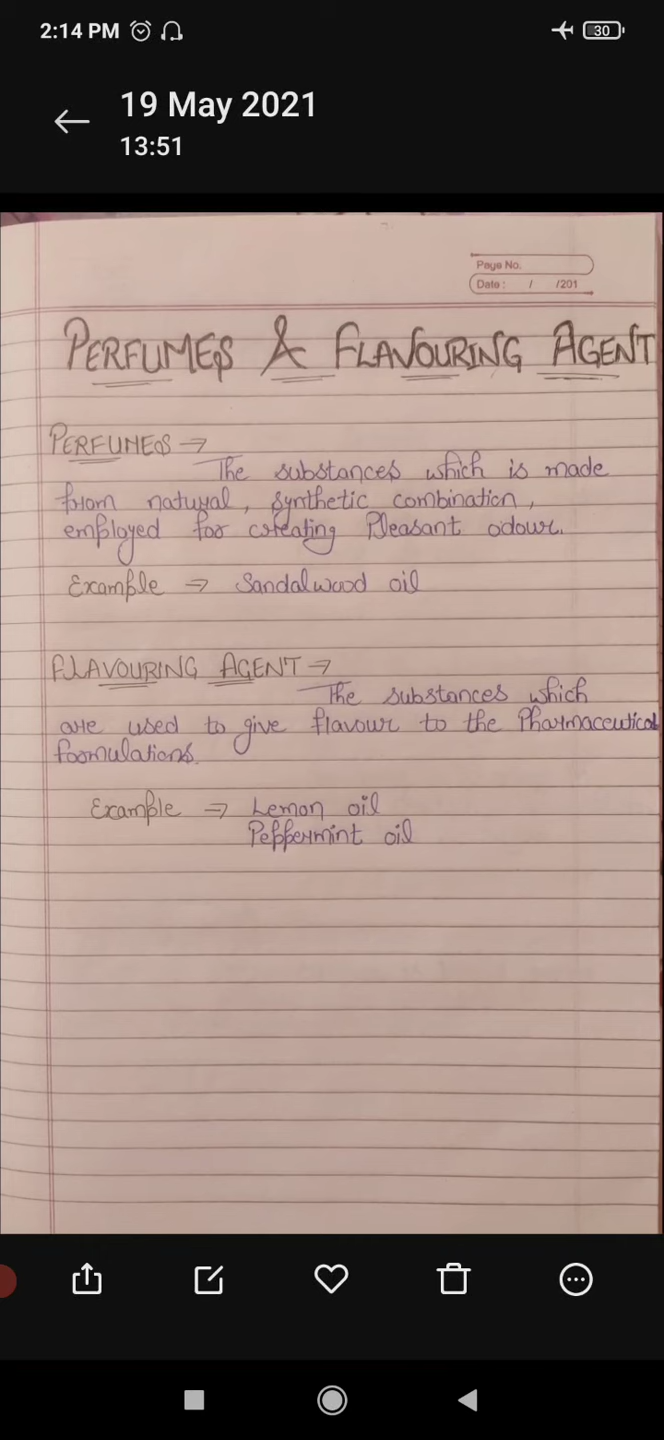 2:14 PM
30
19 May 2021
13:51
Page No.
Date : / /201
PERFUMES & FLAVOURING AGENT
PERFUMES →
The substances which is made
from natural, synthetic combination,
employed for creating Pleasant odour.
Example ⇒ Sandalwood oil
FLAVOURING AGENT →
The substances which
are used to give flavour to the Pharmaceutical
formulations.
Example ⇒ Lemon oil
Peppermint oil